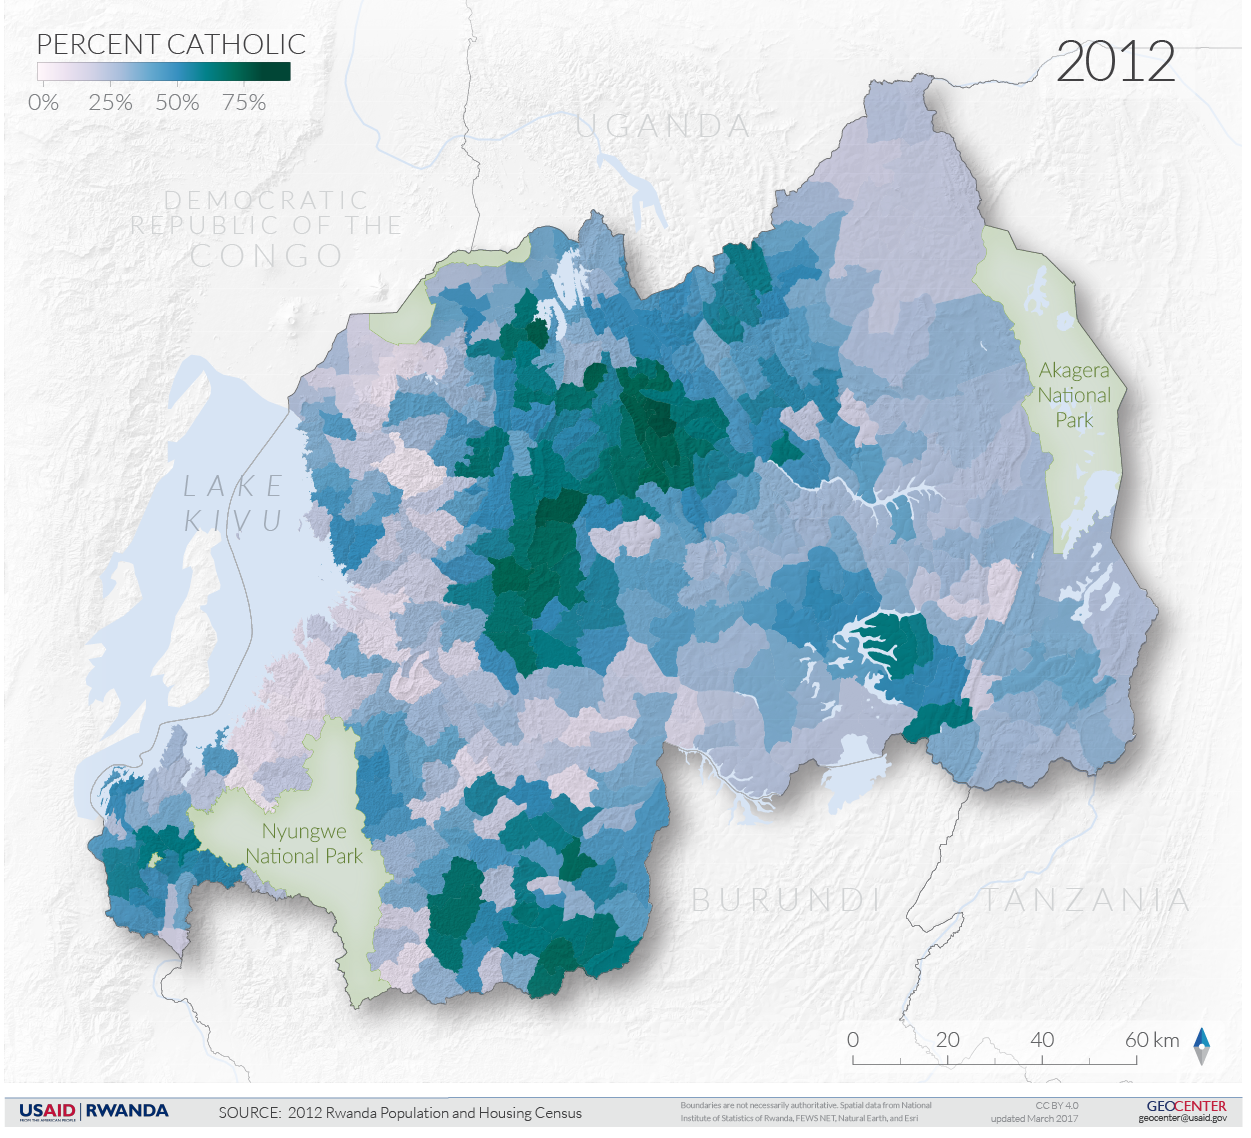 PERCENT CATHOLIC
0% 25% 50% 75%
2012
UGANDA
DEMOCRATIC
REPUBLIC OF THE
CONGO
Akagera
National
Park
LAKE
KIVU
Nyungwe
National Park
BURUNDI
TANZANIA
0 20 40 60 km
USAID RWANDA
FROM THE AMERICAN PEOPLE
SOURCE: 2012 Rwanda Population and Housing Census
Boundaries are not necessarily authoritative. Spatial data from National
Institute of Statistics of Rwanda, FEWS NET, Natural Earth, and Esri
CC BY 4.0
updated March 2017
GEOCENTER
geocenter@usaid.gov